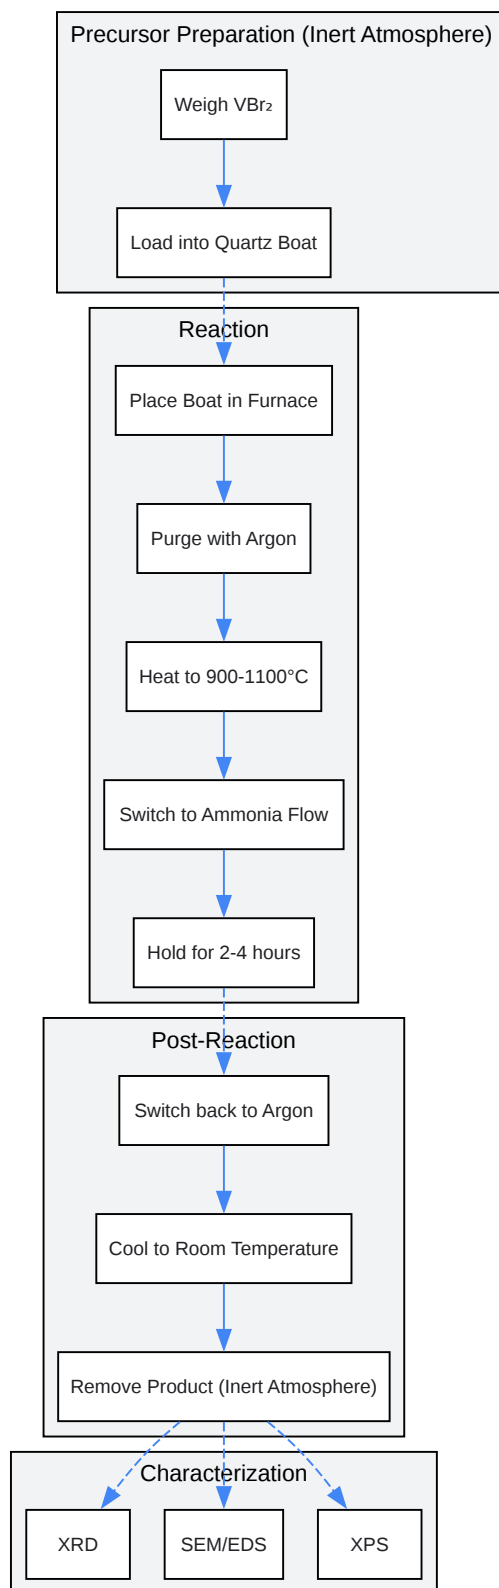 Precursor Preparation (Inert Atmosphere)
Weigh VBr₂
Load into Quartz Boat
Reaction
Place Boat in Furnace
Purge with Argon
Heat to 900-1100°C
Switch to Ammonia Flow
Hold for 2-4 hours
Post-Reaction
Switch back to Argon
Cool to Room Temperature
Remove Product (Inert Atmosphere)
Characterization
XRD
SEM/EDS
XPS